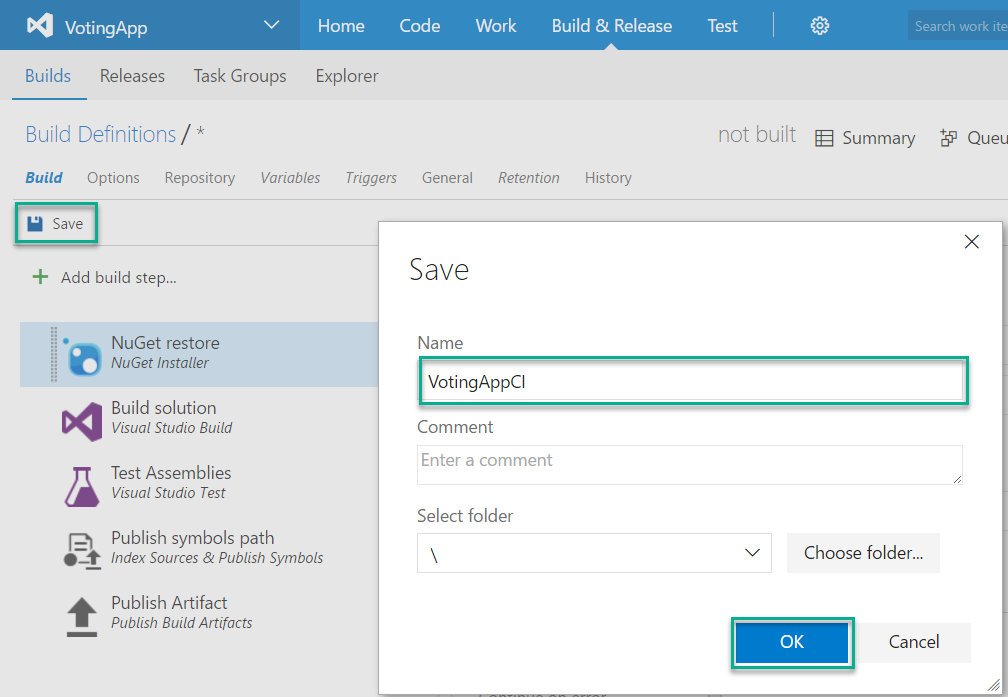 VotingApp Home Code Work Build & Release Test Search work ite
Builds Releases Task Groups Explorer
Build Definitions / *
not built Summary Queu
Build Options Repository Variables Triggers General Retention History
Save
Add build step...
NuGet restore
NuGet Installer
Build solution
Visual Studio Build
Test Assemblies
Visual Studio Test
Publish symbols path
Index Sources & Publish Symbols
Publish Artifact
Publish Build Artifacts
Save
Name
VotingAppCI
Comment
Enter a comment
Select folder
\ Choose folder...
OK Cancel